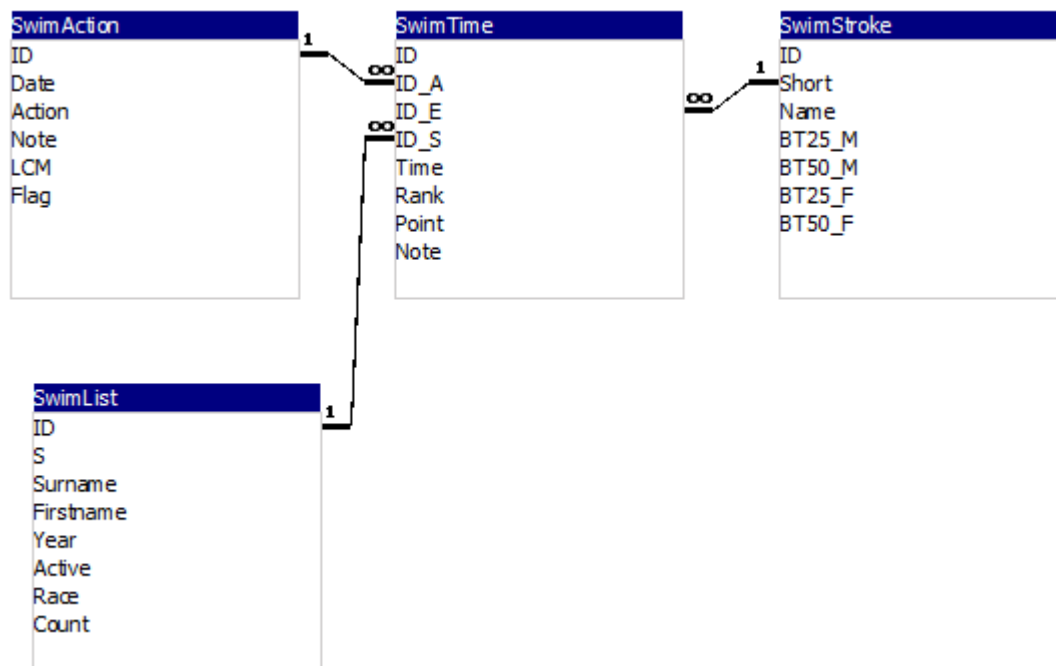 SwimAction
ID
Date
Action
Note
LCM
Flag
1
∞
∞
SwimTime
ID
ID_A
ID_E
ID_S
Time
Rank
Point
Note
∞
1
SwimStroke
ID
Short
Name
BT25_M
BT50_M
BT25_F
BT50_F
SwimList
ID
S
Surname
Firstname
Year
Active
Race
Count
1